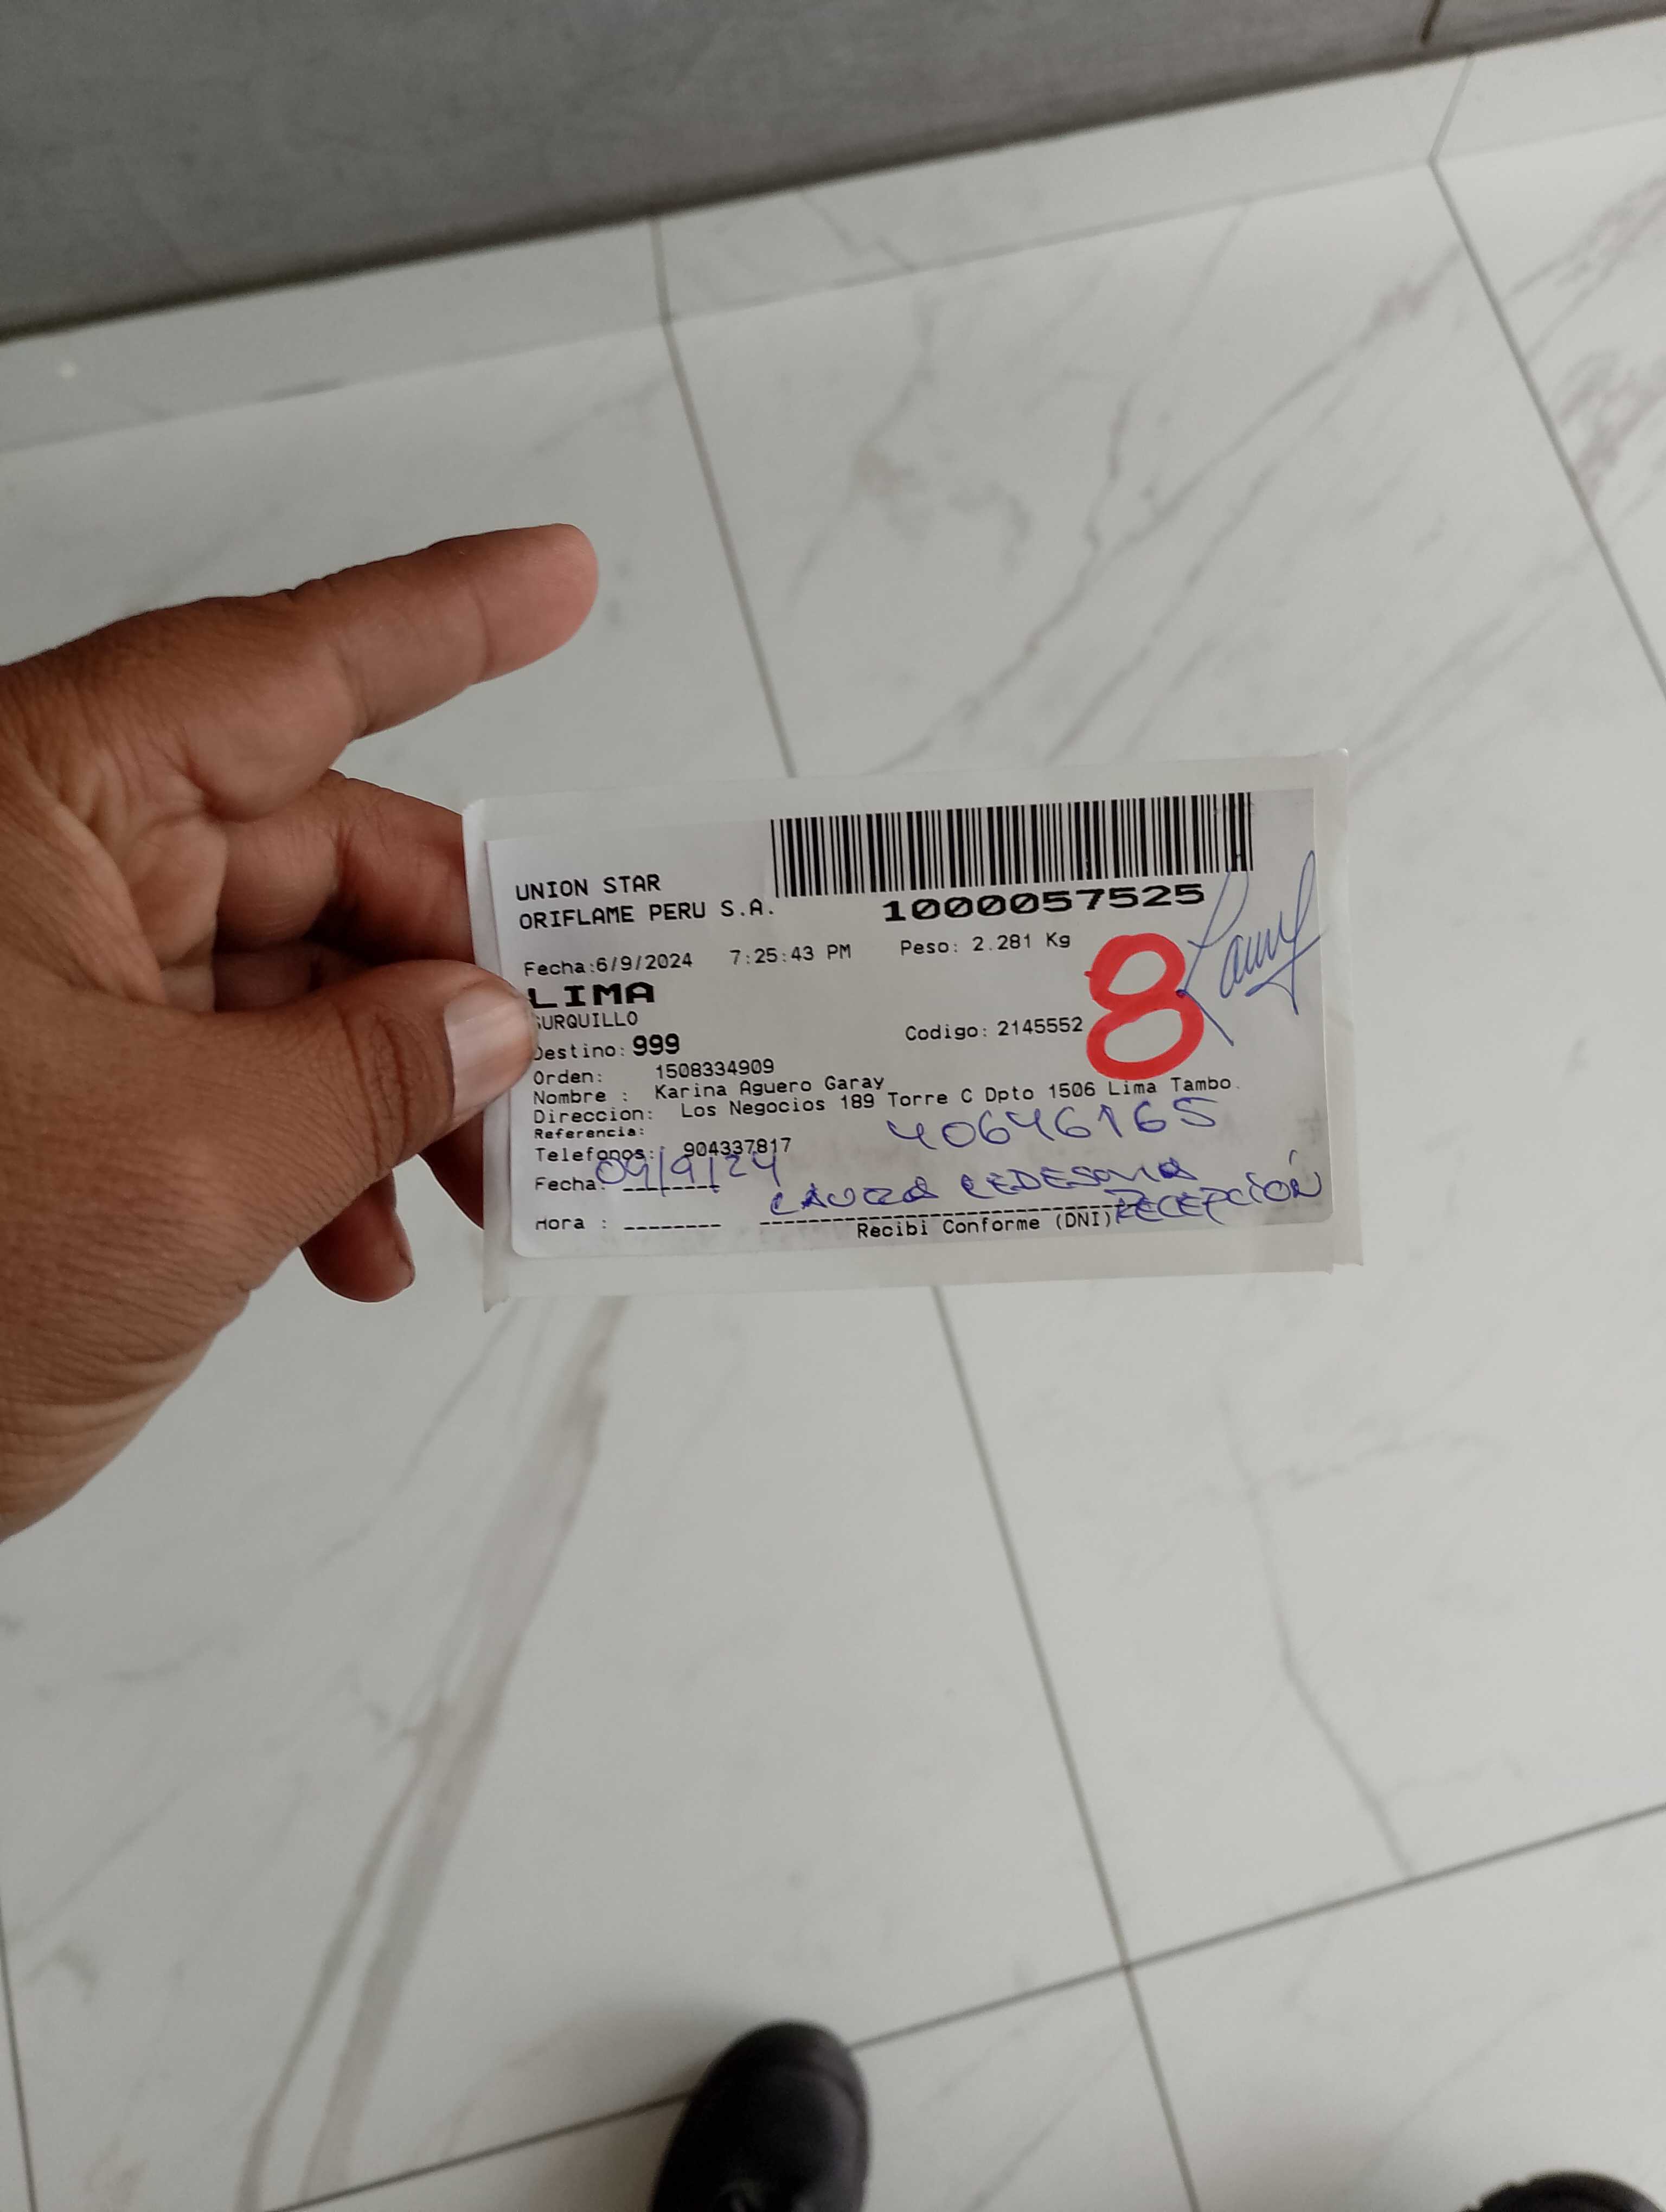 UNION STAR
ORIFLAME PERU S.A.
1000057525
Fecha:6/9/2024 7:25:43 PM Peso: 2.281 Kg
LIMA
SURQUILLO
8
Destino: 999 Codigo: 2145552
Orden: 1508334909
Nombre : Karina Aguero Garay
Direccion: Los Negocios 189 Torre C Dpto 1506 Lima Tambo.
Referencia:
40646165
Telefonos: 904337817
Fecha: 09/9/24
LAURA LEDESMA
RECEPCIÓN
Hora :
Recibi Conforme (DNI)